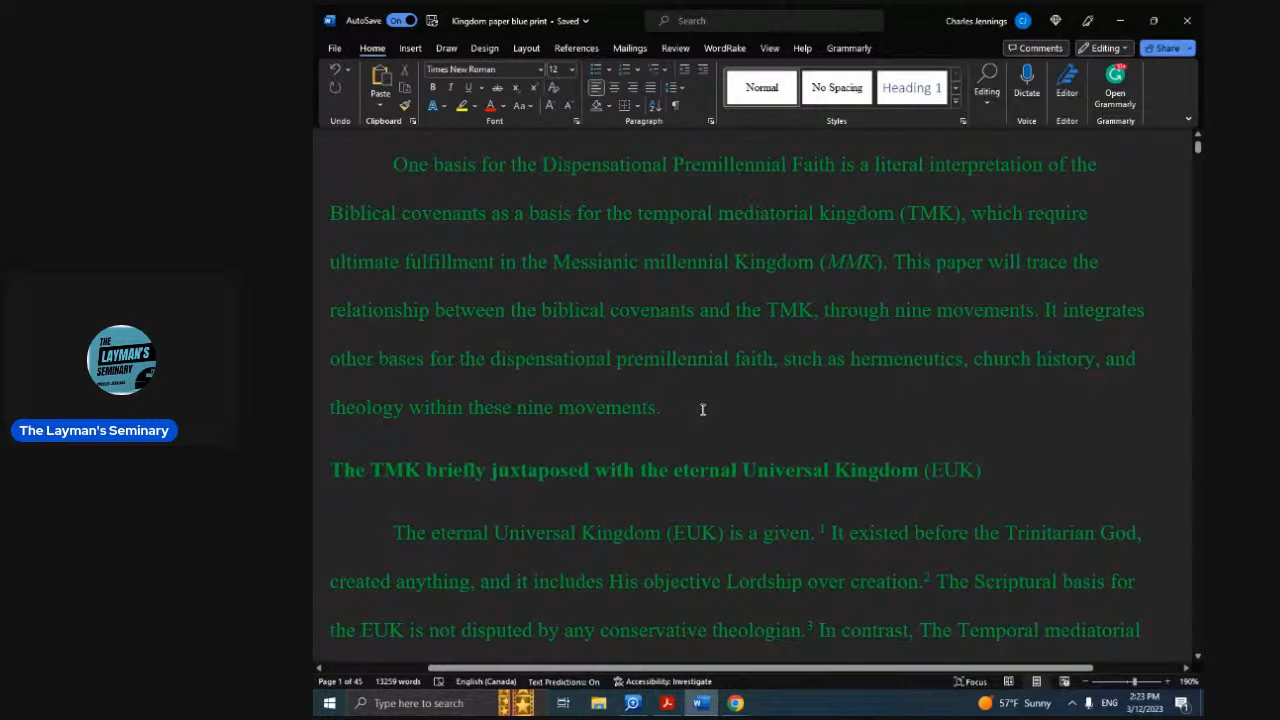 AutoSave On Kingdom paper blue print - Saved Search Charles Jennings CJ
File Home Insert Draw Design Layout References Mailings Review WordRake View Help Grammarly Comments Editing Share
Times New Roman 12
Paste Normal No Spacing Heading 1 Editing Dictate Editor Open Grammarly
Undo Clipboard Font Paragraph Styles Voice Editor Grammarly
One basis for the Dispensational Premillennial Faith is a literal interpretation of the
Biblical covenants as a basis for the temporal mediatorial kingdom (TMK), which require
ultimate fulfillment in the Messianic millennial Kingdom (MMK). This paper will trace the
relationship between the biblical covenants and the TMK, through nine movements. It integrates
other bases for the dispensational premillennial faith, such as hermeneutics, church history, and
theology within these nine movements.
The TMK briefly juxtaposed with the eternal Universal Kingdom (EUK)
The eternal Universal Kingdom (EUK) is a given. 1 It existed before the Trinitarian God,
created anything, and it includes His objective Lordship over creation.2 The Scriptural basis for
the EUK is not disputed by any conservative theologian.3 In contrast, The Temporal mediatorial
THE
LAYMAN'S
SEMINARY
The Layman's Seminary
Page 1 of 45 13259 words English (Canada) Text Predictions: On Accessibility: Investigate Focus 190%
Type here to search 57°F Sunny ENG 2:23 PM
3/12/2023